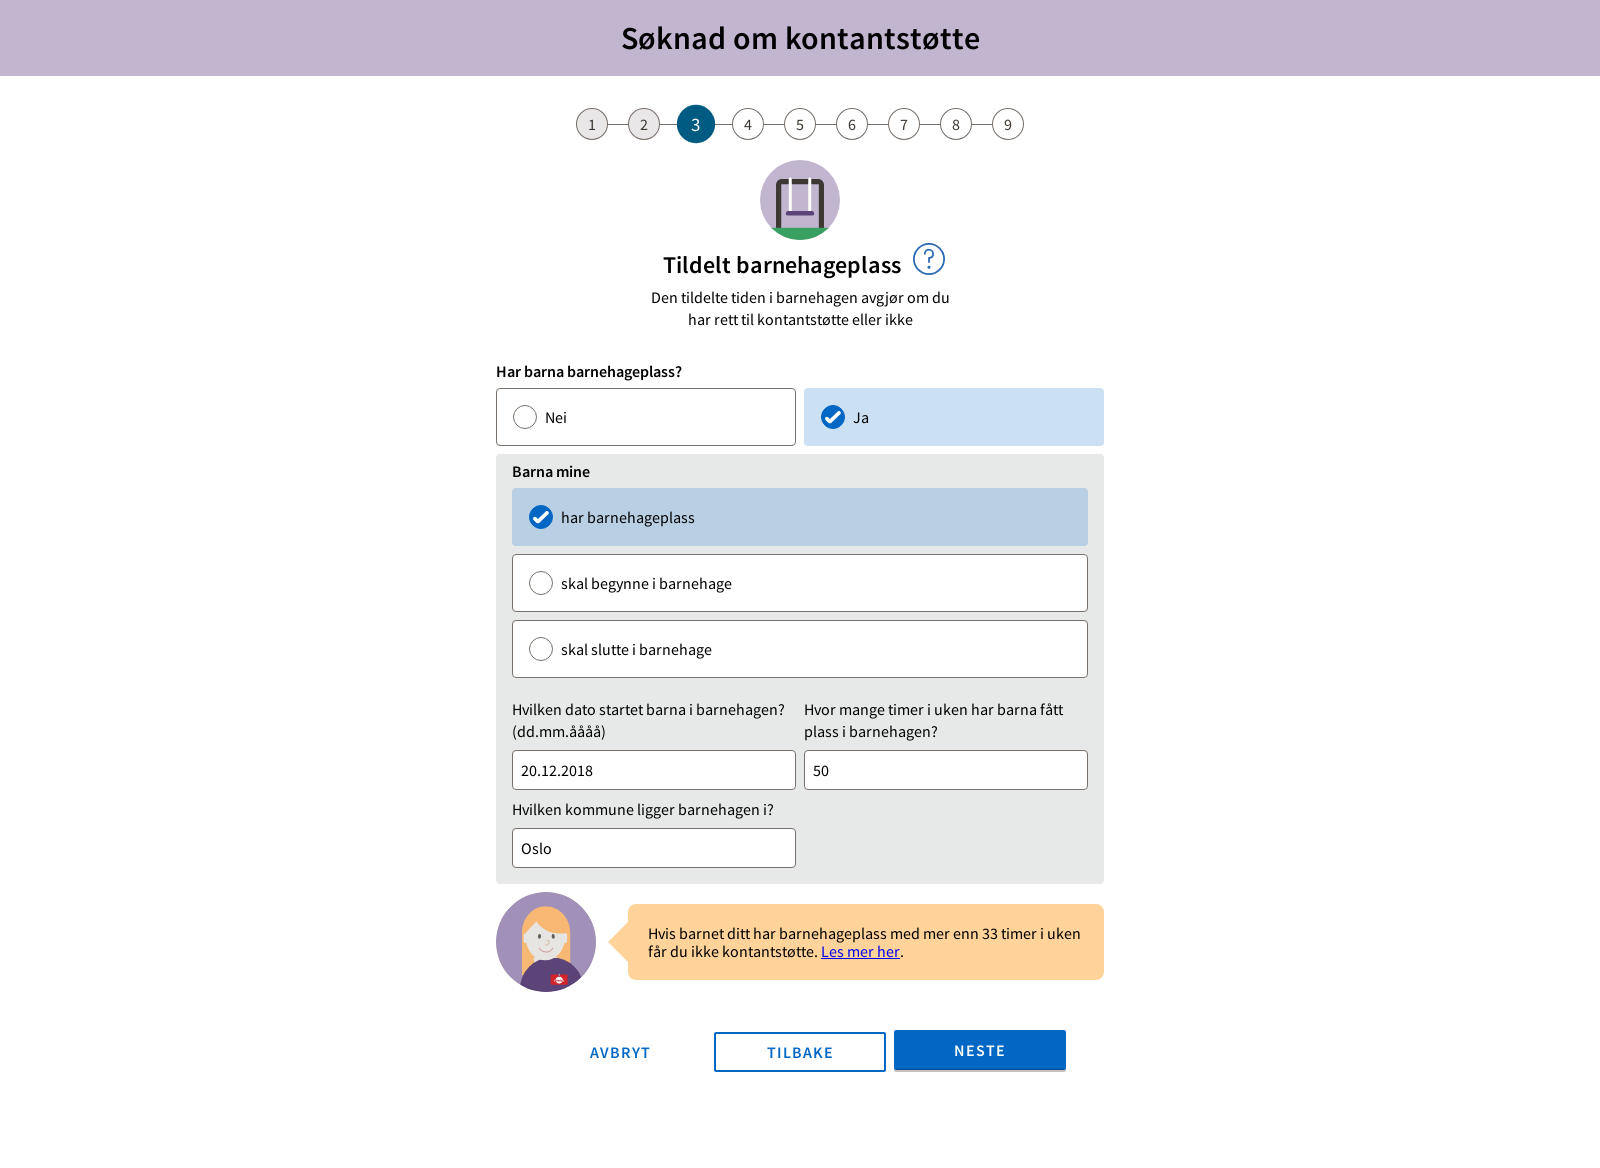 Søknad om kontantstøtte
1 2 3 4 5 6 7 8 9
Tildelt barnehageplass ?
Den tildelte tiden i barnehagen avgjør om du
har rett til kontantstøtte eller ikke
Har barna barnehageplass?
Nei
Ja
Barna mine
har barnehageplass
skal begynne i barnehage
skal slutte i barnehage
Hvilken dato startet barna i barnehagen?
(dd.mm.åååå)
20.12.2018
Hvor mange timer i uken har barna fått
plass i barnehagen?
50
Hvilken kommune ligger barnehagen i?
Oslo
Hvis barnet ditt har barnehageplass med mer enn 33 timer i uken
får du ikke kontantstøtte. Les mer her.
AVBRYT
TILBAKE
NESTE